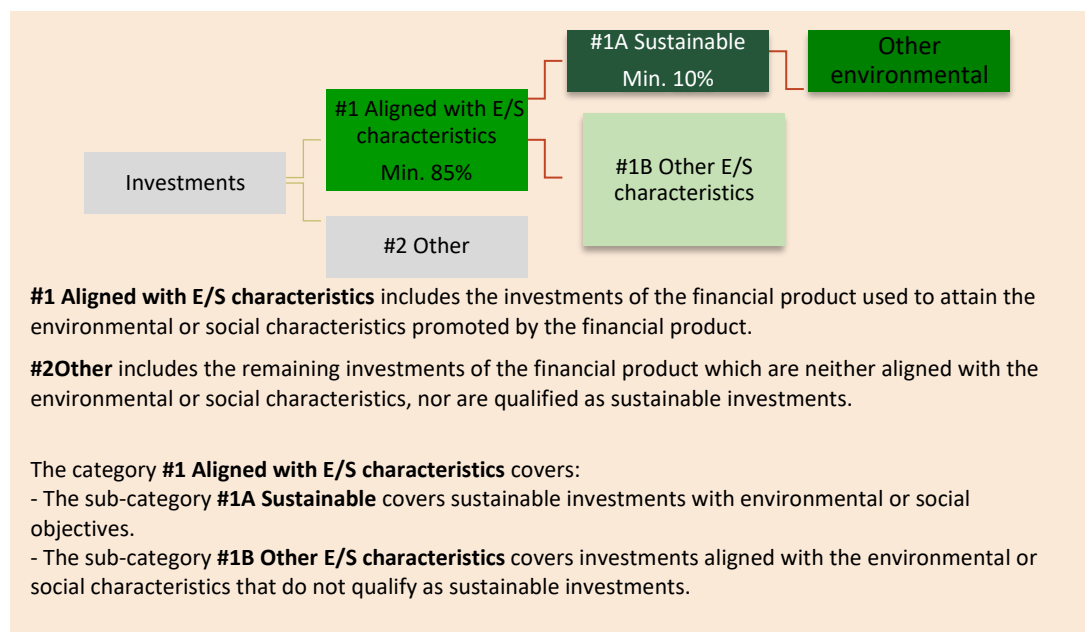 #1A Sustainable
Min. 10%
Other
environmental
#1 Aligned with E/S
characteristics
Min. 85%
#1B Other E/S
characteristics
Investments
#2 Other
#1 Aligned with E/S characteristics includes the investments of the financial product used to attain the
environmental or social characteristics promoted by the financial product.
#2Other includes the remaining investments of the financial product which are neither aligned with the
environmental or social characteristics, nor are qualified as sustainable investments.
The category #1 Aligned with E/S characteristics covers:
- The sub-category #1A Sustainable covers sustainable investments with environmental or social
objectives.
- The sub-category #1B Other E/S characteristics covers investments aligned with the environmental or
social characteristics that do not qualify as sustainable investments.